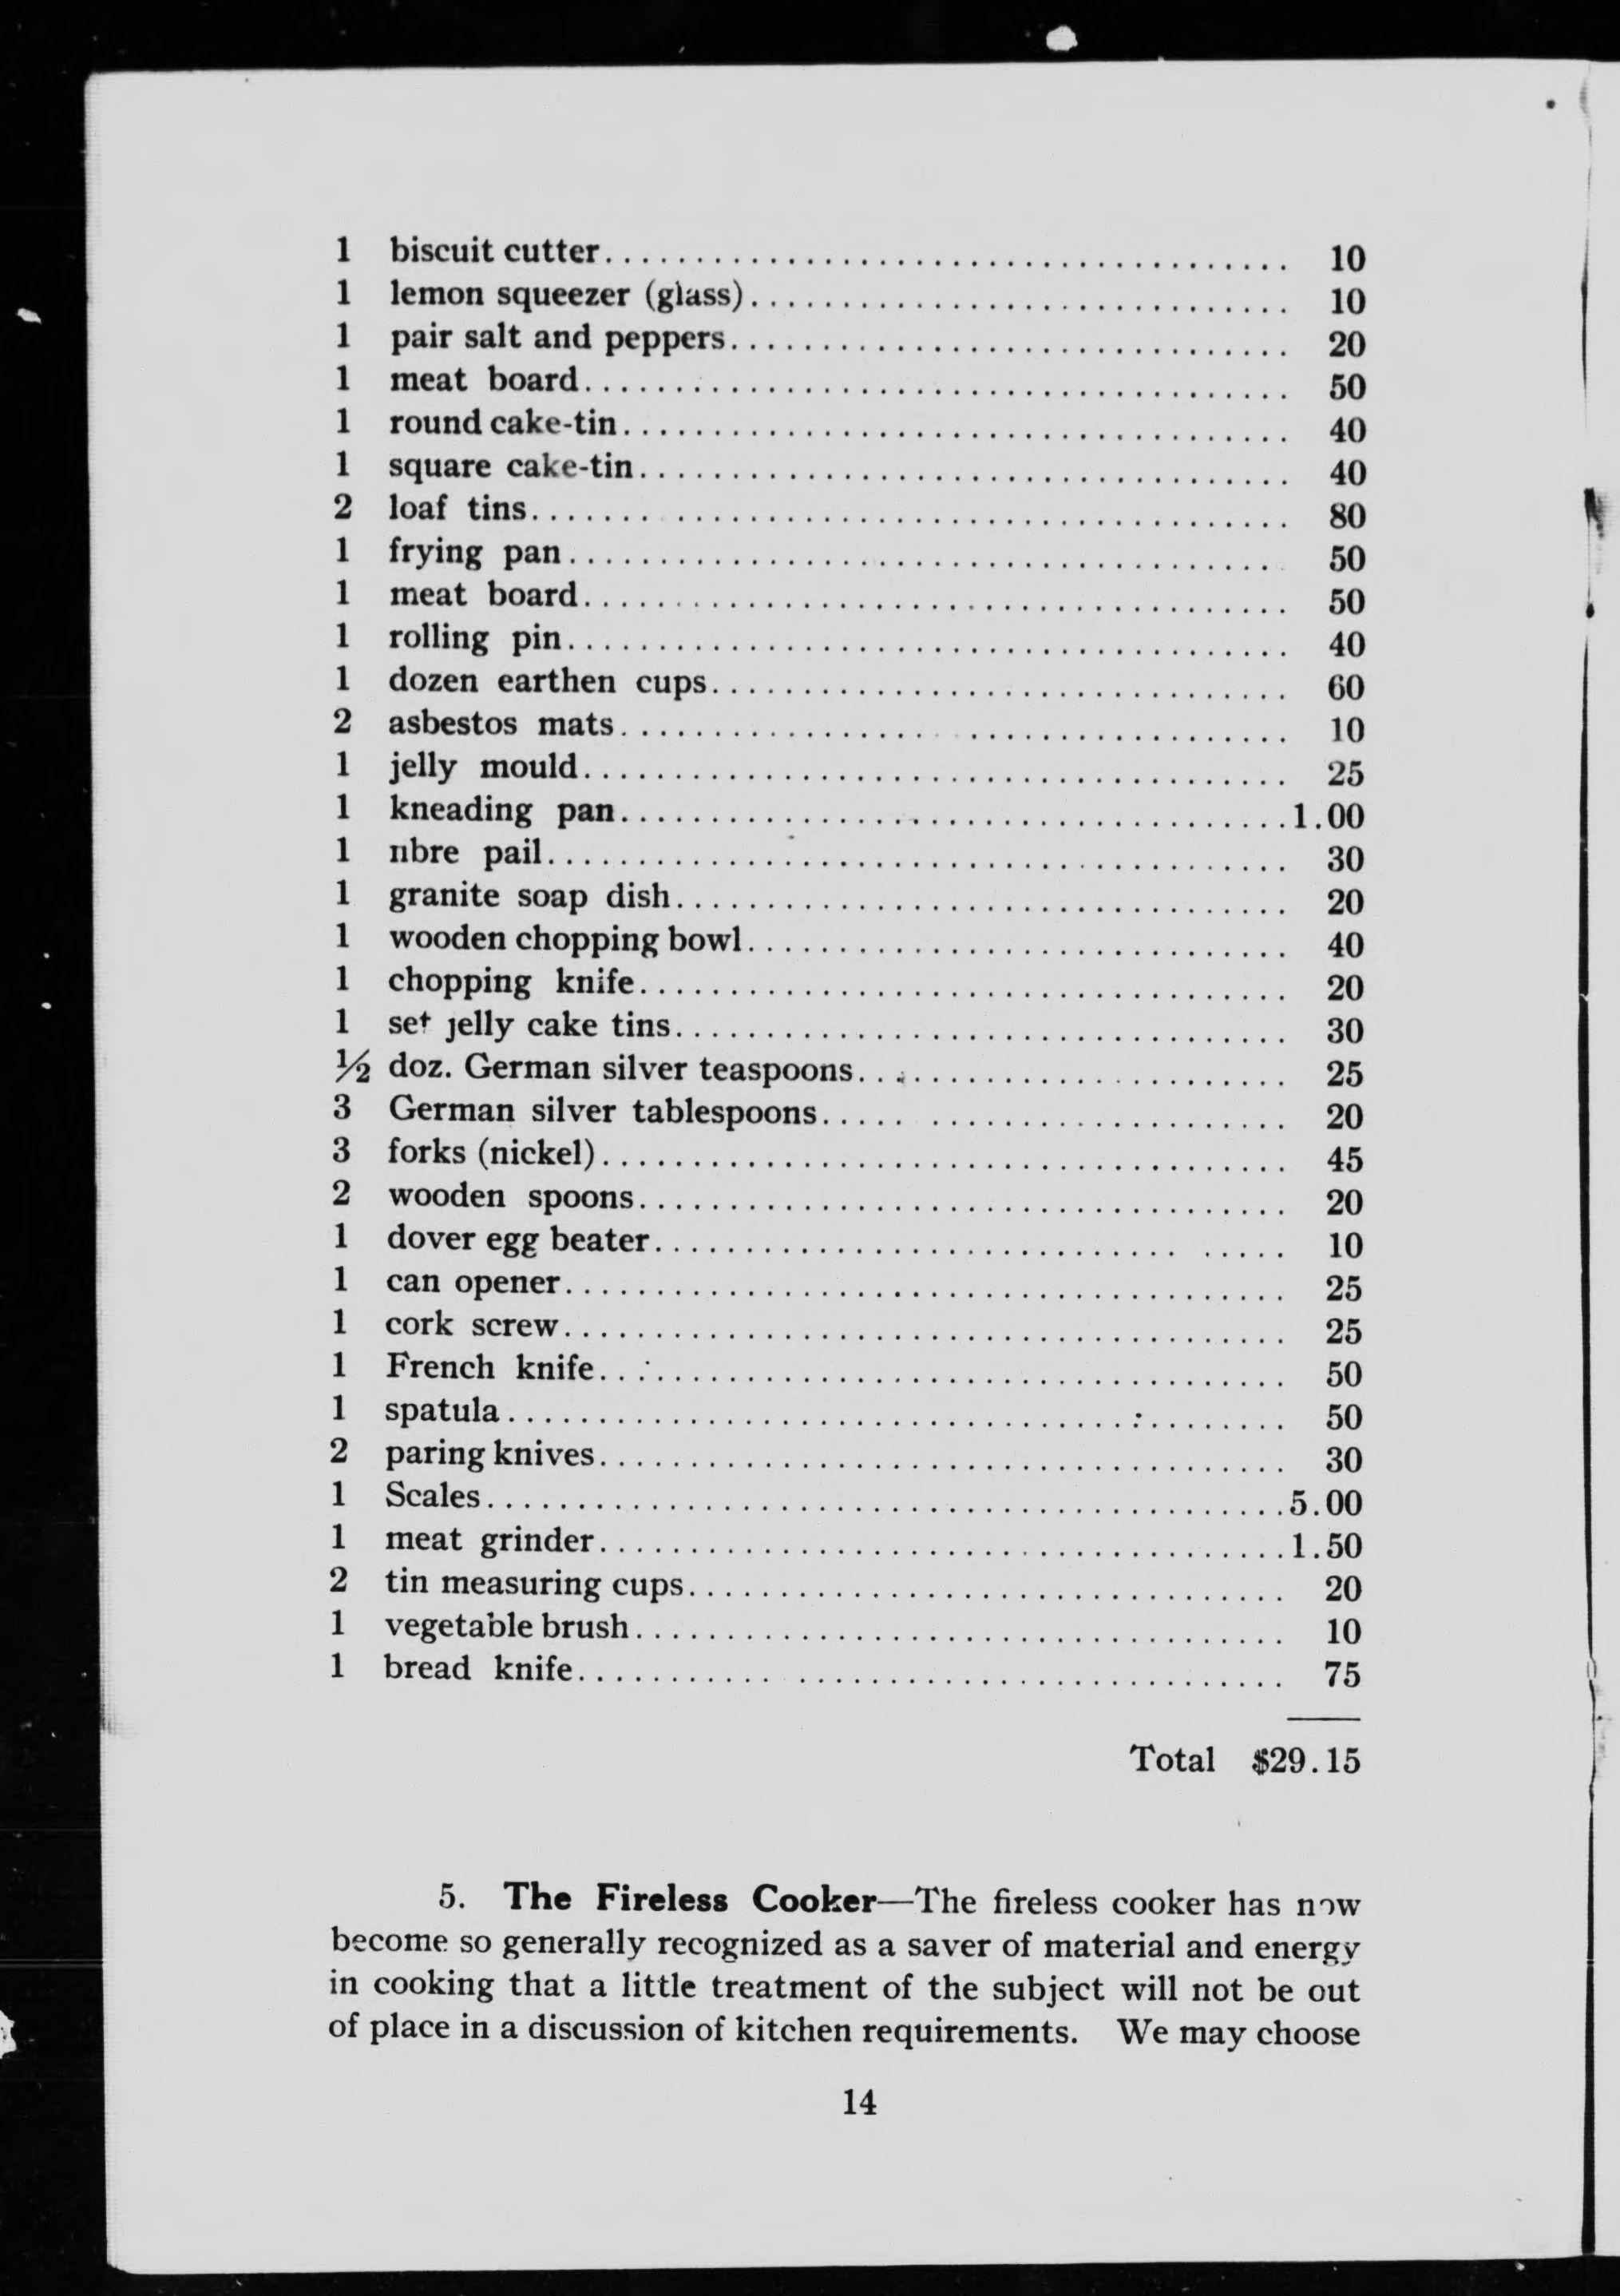 1 biscuit cutter........................................ 10
1 lemon squeezer (glass).............................. 10
1 pair salt and peppers............................... 20
1 meat board........................................ 50
1 round cake-tin..................................... 40
1 square cake-tin.................................... 40
2 loaf tins.......................................... 80
1 frying pan........................................ 50
1 meat board........................................ 50
1 rolling pin........................................ 40
1 dozen earthen cups................................ 60
2 asbestos mats..................................... 10
1 jelly mould....................................... 25
1 kneading pan.....................................1.00
1 fibre pail......................................... 30
1 granite soap dish.................................. 20
1 wooden chopping bowl.............................. 40
1 chopping knife.................................... 20
1 set jelly cake tins.................................. 30
½ doz. German silver teaspoons........................ 25
3 German silver tablespoons.......................... 20
3 forks (nickel)...................................... 45
2 wooden spoons.................................... 20
1 dover egg beater................................... 10
1 can opener........................................ 25
1 cork screw........................................ 25
1 French knife...................................... 50
1 spatula........................................... 50
2 paring knives...................................... 30
1 Scales............................................5.00
1 meat grinder......................................1.50
2 tin measuring cups................................. 20
1 vegetable brush.................................... 10
1 bread knife....................................... 75
Total $29.15
5. The Fireless Cooker—The fireless cooker has now
become so generally recognized as a saver of material and energy
in cooking that a little treatment of the subject will not be out
of place in a discussion of kitchen requirements. We may choose
14